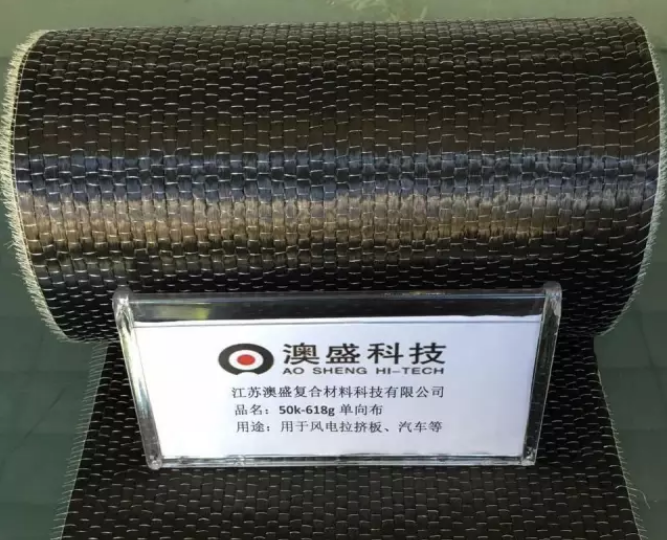 澳盛科技
AO SHENG HI-TECH
江苏澳盛复合材料科技有限公司
品名：50k-618g 单向布
用途：用于风电拉挤板、汽车等